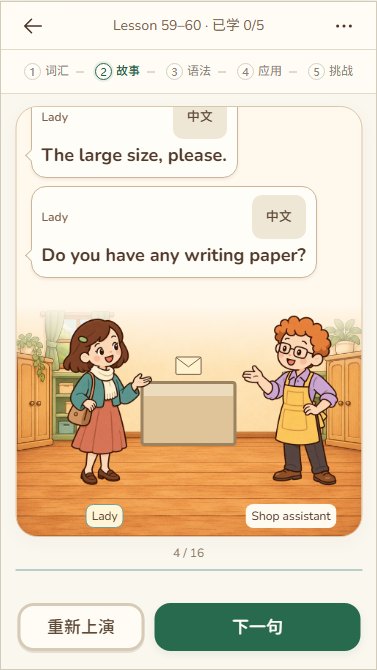 Lesson 59–60 · 已学 0/5
1 词汇 2 故事 3 语法 4 应用 5 挑战
Lady
中文
The large size, please.
Lady
中文
Do you have any writing paper?
Lady
Shop assistant
4 / 16
重新上演
下一句